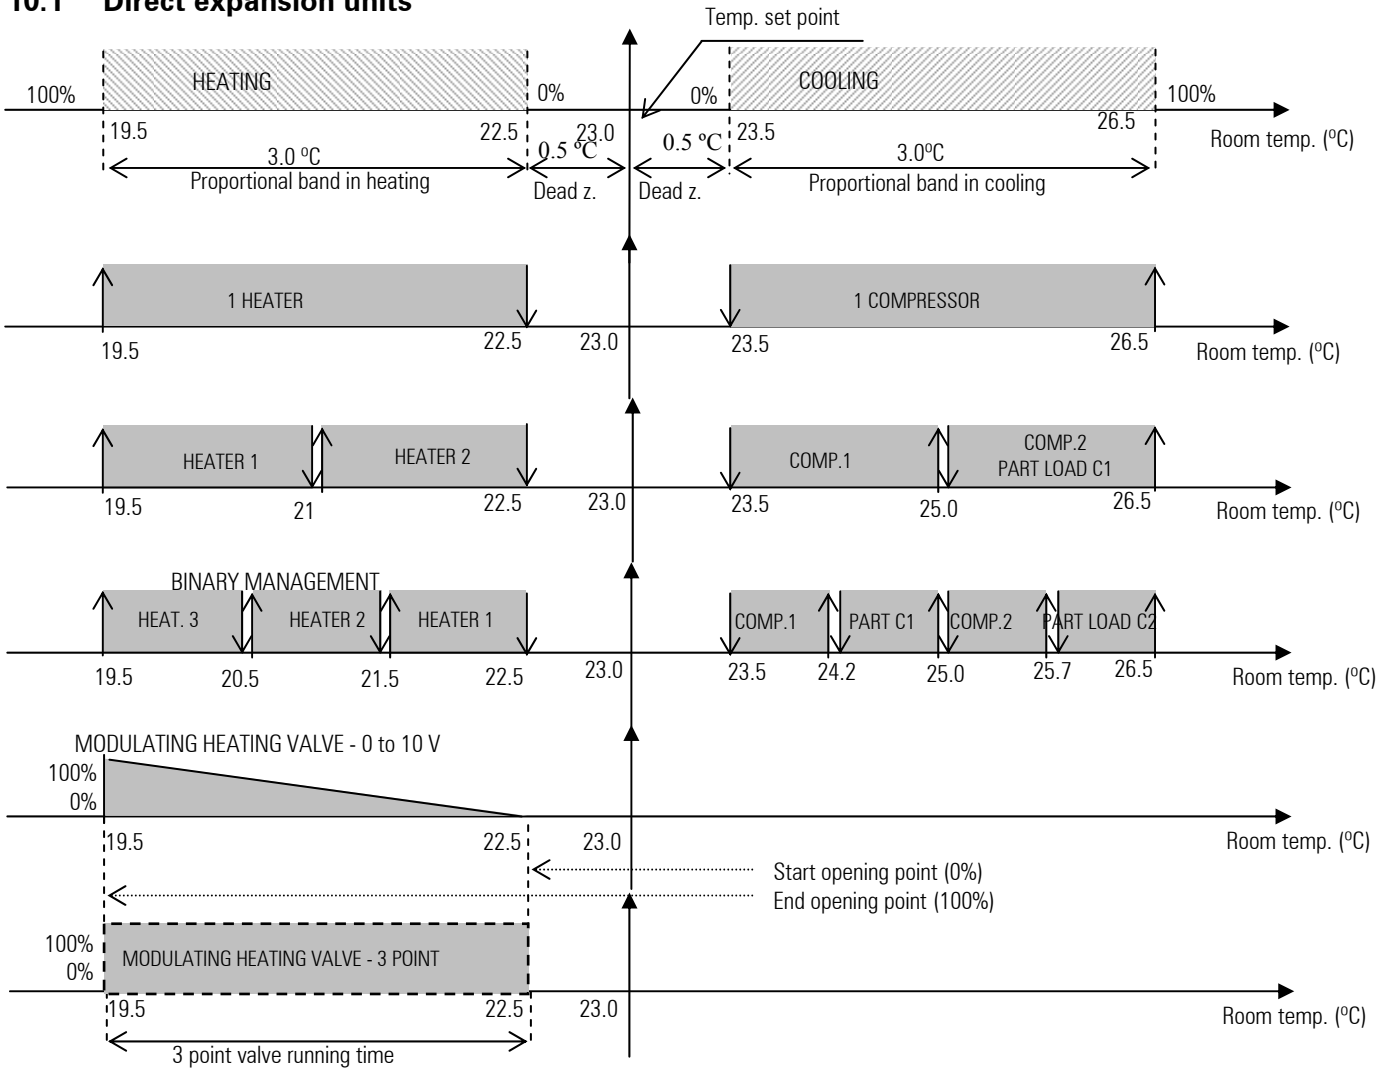 10.1 Direct expansion units
Temp. set point
HEATING
COOLING
100%
0%
0%
100%
19.5
22.5
23.0
23.5
26.5
Room temp. (ºC)
3.0 ºC
0.5 ºC
0.5 ºC
3.0ºC
Proportional band in heating
Dead z.
Dead z.
Proportional band in cooling
1 HEATER
1 COMPRESSOR
19.5
22.5
23.0
23.5
26.5
Room temp. (ºC)
HEATER 1
HEATER 2
COMP.1
COMP.2
PART LOAD C1
19.5
21
22.5
23.0
23.5
25.0
26.5
Room temp. (ºC)
BINARY MANAGEMENT
HEAT. 3
HEATER 2
HEATER 1
COMP.1
PART C1
COMP.2
PART LOAD C2
19.5
20.5
21.5
22.5
23.0
23.5
24.2
25.0
25.7
26.5
Room temp. (ºC)
MODULATING HEATING VALVE - 0 to 10 V
100%
0%
19.5
22.5
23.0
Room temp. (ºC)
Start opening point (0%)
End opening point (100%)
100%
0%
MODULATING HEATING VALVE - 3 POINT
19.5
22.5
23.0
Room temp. (ºC)
3 point valve running time